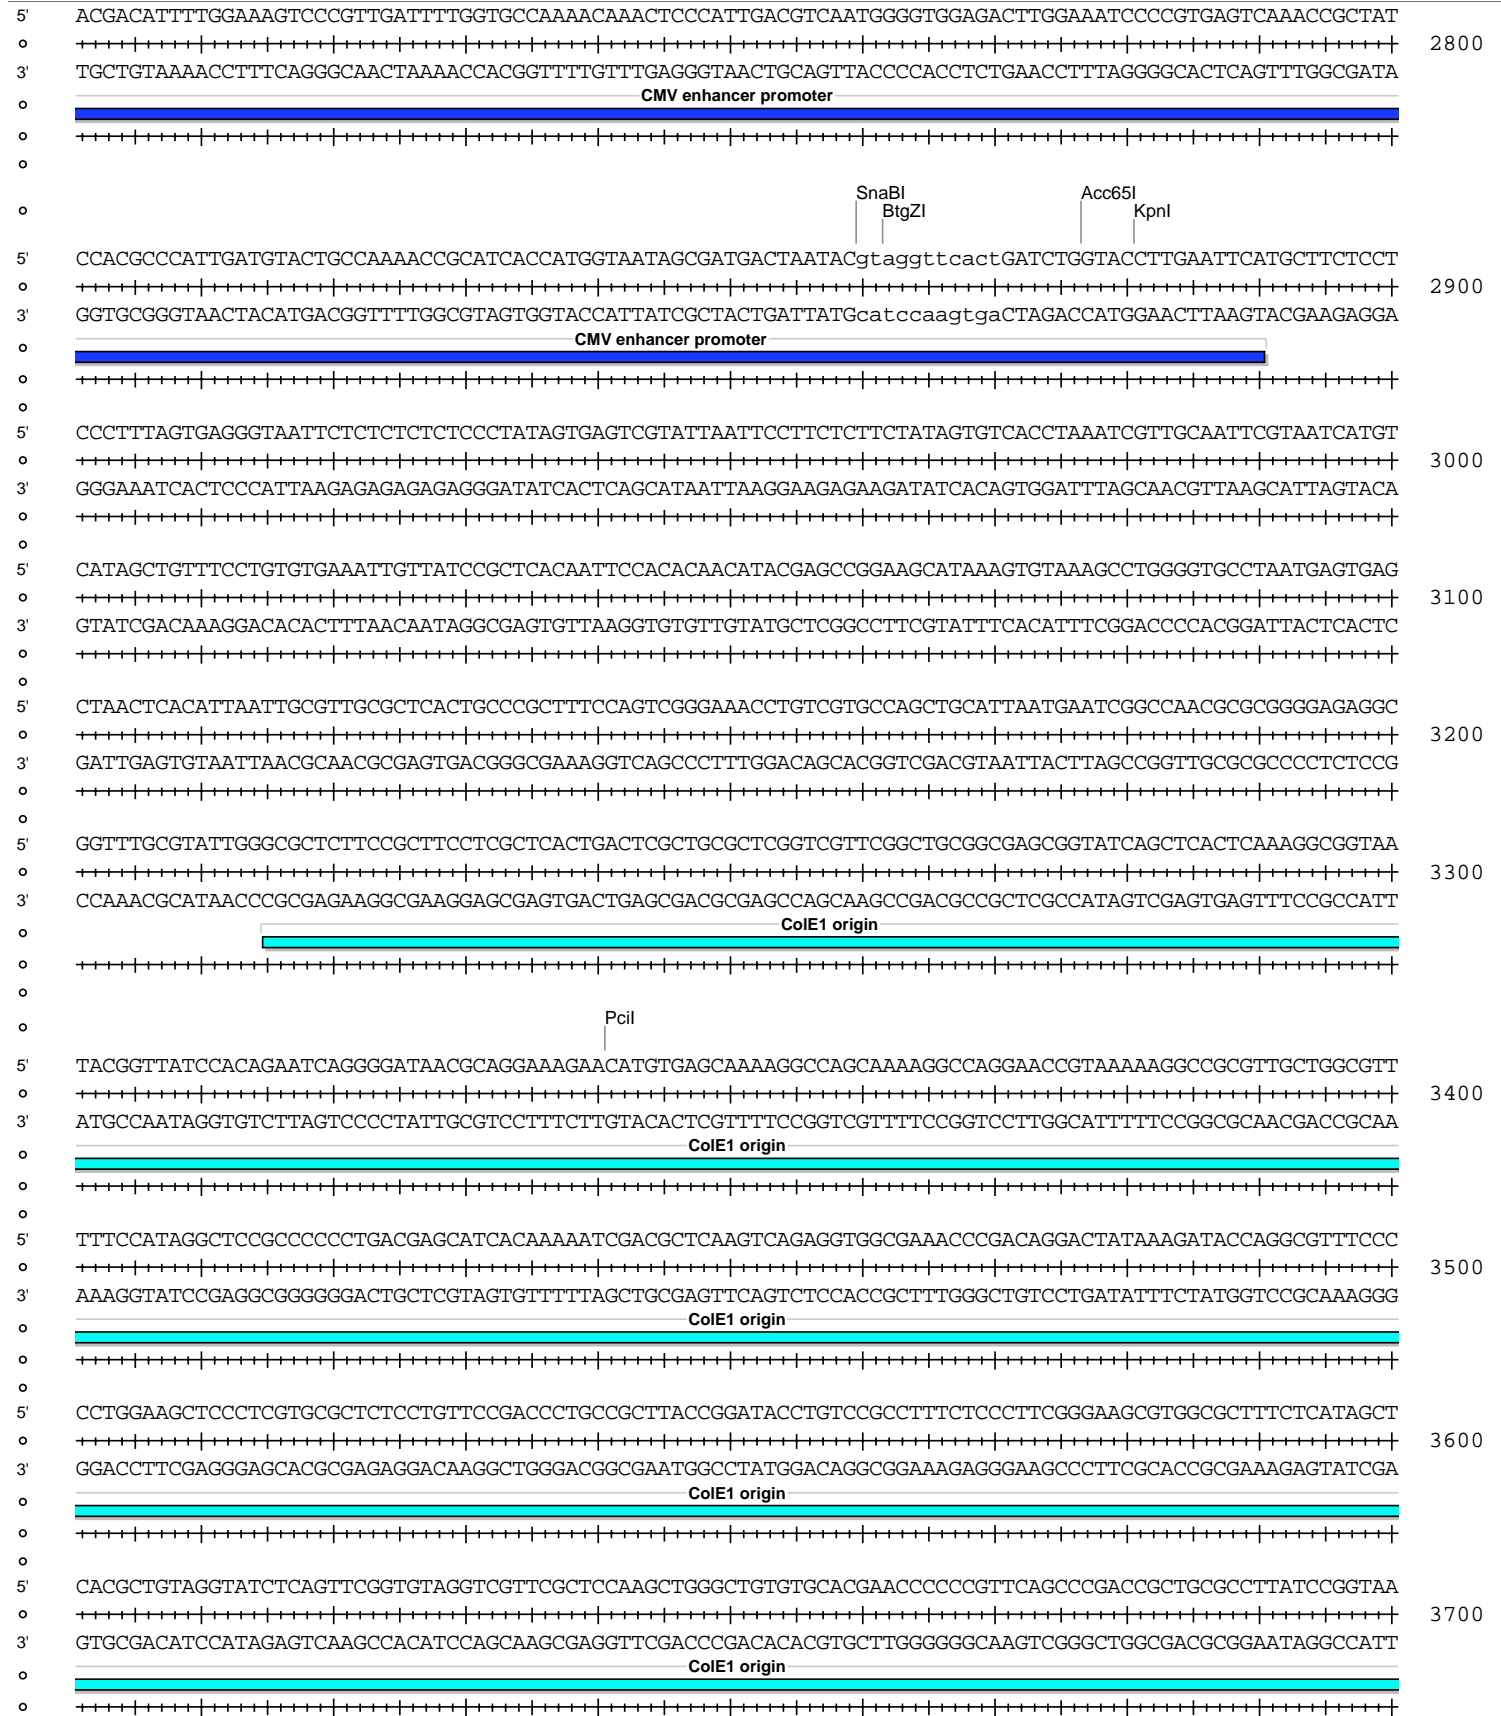 5' ACGACATTTTGGAAAGTCCCGTTGATTTTGGTGCCAAAACAAACTCCCATTGACGTCAATGGGGTGGAGACTTGGAAATCCCCGTGAGTCAAACCGCTAT
2800
3' TGCTGTAAAACCTTTCAGGGCAACTAAAACCACGGTTTTGTTTGAGGGTAACTGCAGTTACCCCACCTCTGAACCTTTAGGGGCACTCAGTTTGGCGATA
CMV enhancer promoter
SnaBI Acc65I
BtgZI KpnI
5' CCACGCCCATTGATGTACTGCCAAAACCGCATCACCATGGTAATAGCGATGACTAATACgtaggttcactGATCTGGTACCTTGAATTCATGCTTCTCCT
2900
3' GGTGCGGGTAACTACATGACGGTTTTGGCGTAGTGGTACCATTATCGCTACTGATTATGcatccaagtgaCTAGACCATGGAACTTAAGTACGAAGAGGA
CMV enhancer promoter
5' CCCTTTAGTGAGGGTAATTCTCTCTCTCTCCCTATAGTGAGTCGTATTAATTCCTTCTCTTCTATAGTGTCACCTAAATCGTTGCAATTCGTAATCATGT
3000
3' GGGAAATCACTCCCATTAAGAGAGAGAGAGGGATATCACTCAGCATAATTAAGGAAGAGAAGATATCACAGTGGATTTAGCAACGTTAAGCATTAGTACA
5' CATAGCTGTTTCCTGTGTGAAATTGTTATCCGCTCACAATTCCACACAACATACGAGCCGGAAGCATAAAGTGTAAAGCCTGGGGTGCCTAATGAGTGAG
3100
3' GTATCGACAAAGGACACACTTTAACAATAGGCGAGTGTTAAGGTGTGTTGTATGCTCGGCCTTCGTATTTCACATTTCGGACCCCACGGATTACTCACTC
5' CTAACTCACATTAATTGCGTTGCGCTCACTGCCCGCTTTCCAGTCGGGAAACCTGTCGTGCCAGCTGCATTAATGAATCGGCCAACGCGCGGGGAGAGGC
3200
3' GATTGAGTGTAATTAACGCAACGCGAGTGACGGGCGAAAGGTCAGCCCTTTGGACAGCACGGTCGACGTAATTACTTAGCCGGTTGCGCGCCCCTCTCCG
5' GGTTTGCGTATTGGGCGCTCTTCCGCTTCCTCGCTCACTGACTCGCTGCGCTCGGTCGTTCGGCTGCGGCGAGCGGTATCAGCTCACTCAAAGGCGGTAA
3300
3' CCAAACGCATAACCCGCGAGAAGGCGAAGGAGCGAGTGACTGAGCGACGCGAGCCAGCAAGCCGACGCCGCTCGCCATAGTCGAGTGAGTTTCCGCCATT
ColE1 origin
PciI
5' TACGGTTATCCACAGAATCAGGGGATAACGCAGGAAAGAACATGTGAGCAAAAGGCCAGCAAAAGGCCAGGAACCGTAAAAAGGCCGCGTTGCTGGCGTT
3400
3' ATGCCAATAGGTGTCTTAGTCCCCTATTGCGTCCTTTCTTGTACACTCGTTTTCCGGTCGTTTTCCGGTCCTTGGCATTTTTCCGGCGCAACGACCGCAA
ColE1 origin
5' TTTCCATAGGCTCCGCCCCCCTGACGAGCATCACAAAAATCGACGCTCAAGTCAGAGGTGGCGAAACCCGACAGGACTATAAAGATACCAGGCGTTTCCC
3500
3' AAAGGTATCCGAGGCGGGGGGACTGCTCGTAGTGTTTTTAGCTGCGAGTTCAGTCTCCACCGCTTTGGGCTGTCCTGATATTTCTATGGTCCGCAAAGGG
ColE1 origin
5' CCTGGAAGCTCCCTCGTGCGCTCTCCTGTTCCGACCCTGCCGCTTACCGGATACCTGTCCGCCTTTCTCCCTTCGGGAAGCGTGGCGCTTTCTCATAGCT
3600
3' GGACCTTCGAGGGAGCACGCGAGAGGACAAGGCTGGGACGGCGAATGGCCTATGGACAGGCGGAAAGAGGGAAGCCCTTCGCACCGCGAAAGAGTATCGA
ColE1 origin
5' CACGCTGTAGGTATCTCAGTTCGGTGTAGGTCGTTCGCTCCAAGCTGGGCTGTGTGCACGAACCCCCCGTTCAGCCCGACCGCTGCGCCTTATCCGGTAA
3700
3' GTGCGACATCCATAGAGTCAAGCCACATCCAGCAAGCGAGGTTCGACCCGACACACGTGCTTGGGGGGCAAGTCGGGCTGGCGACGCGGAATAGGCCATT
ColE1 origin